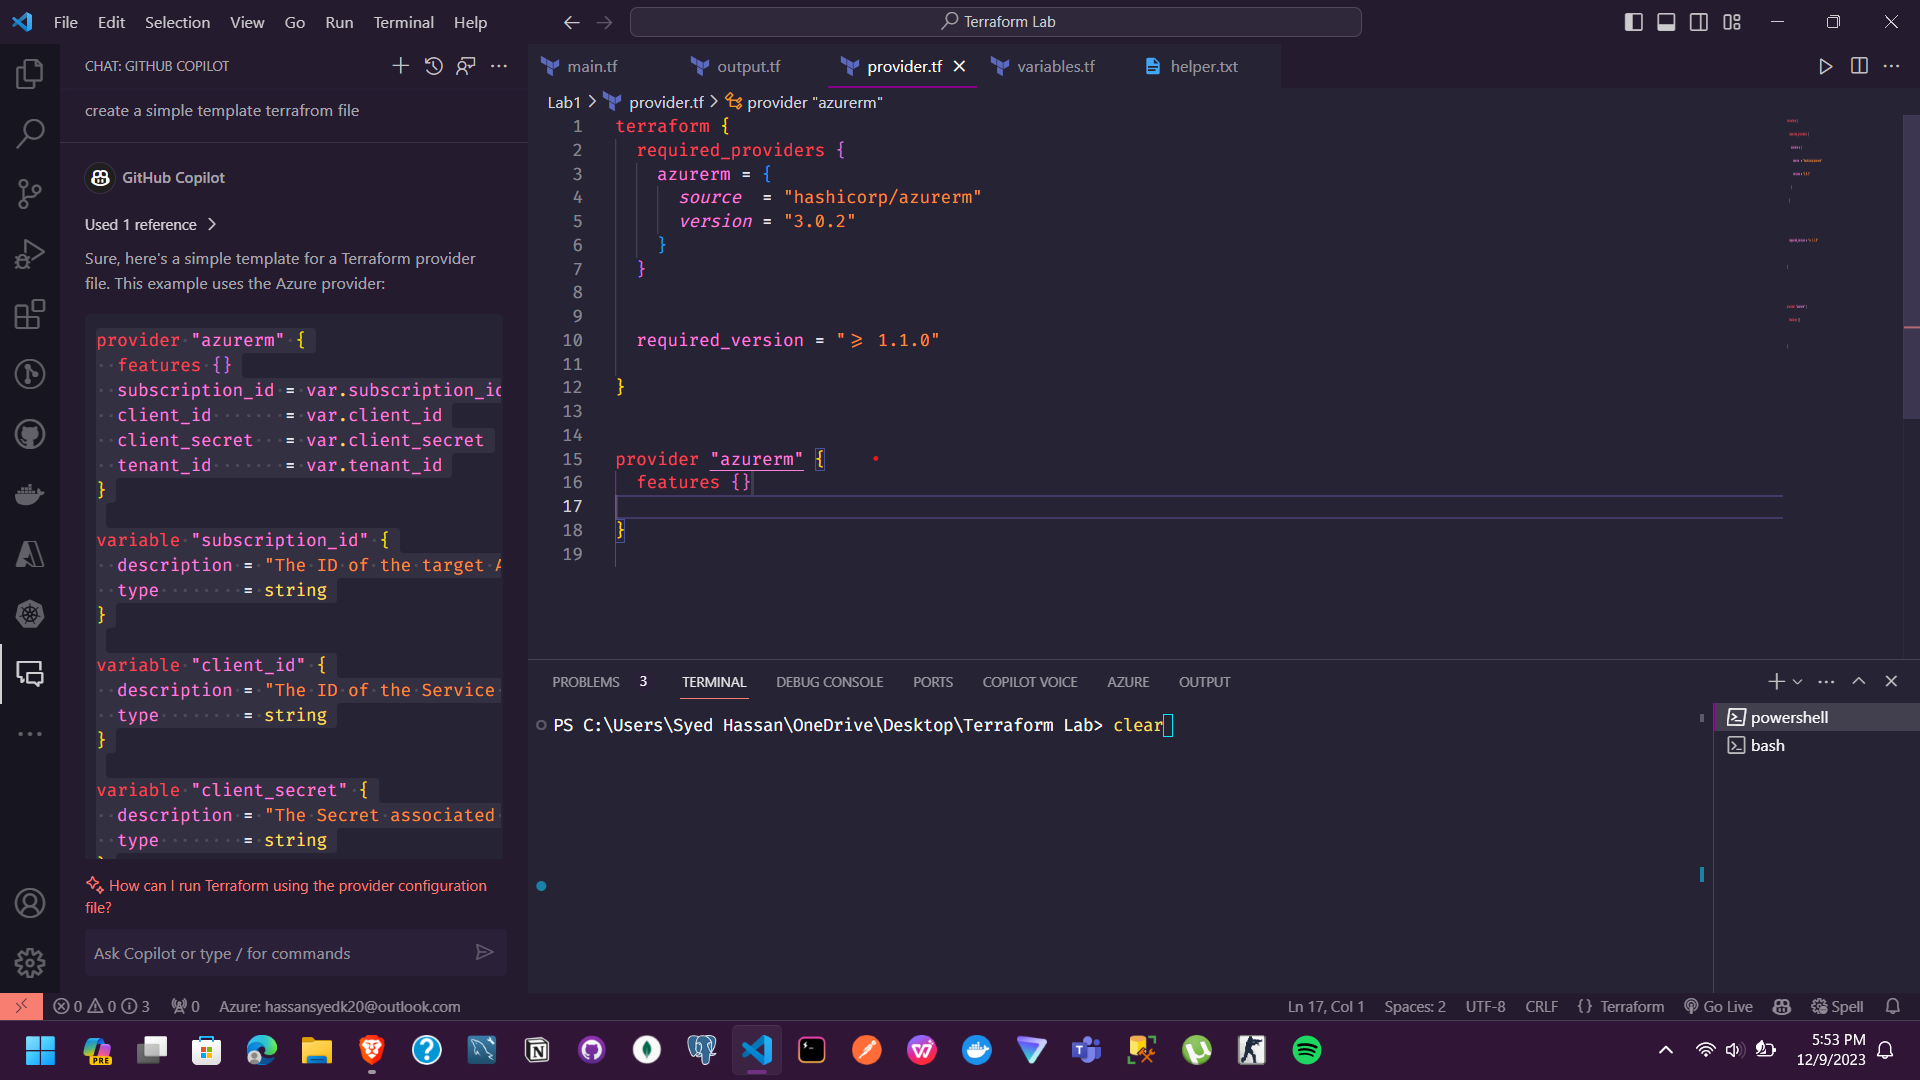 File Edit Selection View Go Run Terminal Help
Terraform Lab
CHAT: GITHUB COPILOT
create a simple template terrafrom file
GitHub Copilot
Used 1 reference
Sure, here's a simple template for a Terraform provider
file. This example uses the Azure provider:
provider "azurerm" {
features {}
subscription_id = var.subscription_id
client_id = var.client_id
client_secret = var.client_secret
tenant_id = var.tenant_id
}
variable "subscription_id" {
description = "The ID of the target A
type = string
}
variable "client_id" {
description = "The ID of the Service
type = string
}
variable "client_secret" {
description = "The Secret associated
type = string
How can I run Terraform using the provider configuration
file?
Ask Copilot or type / for commands
main.tf output.tf provider.tf variables.tf helper.txt
Lab1 > provider.tf > provider "azurerm"
1 terraform {
2 required_providers {
3 azurerm = {
4 source = "hashicorp/azurerm"
5 version = "3.0.2"
6 }
7 }
8
9
10 required_version = ">= 1.1.0"
11
12 }
13
14
15 provider "azurerm" {
16 features {}
17
18 }
19
PROBLEMS 3 TERMINAL DEBUG CONSOLE PORTS COPILOT VOICE AZURE OUTPUT
PS C:\Users\Syed Hassan\OneDrive\Desktop\Terraform Lab> clear
powershell
bash
0 0 3 0 Azure: hassansyedk20@outlook.com
Ln 17, Col 1 Spaces: 2 UTF-8 CRLF {} Terraform Go Live Spell
PRE
5:53 PM
12/9/2023